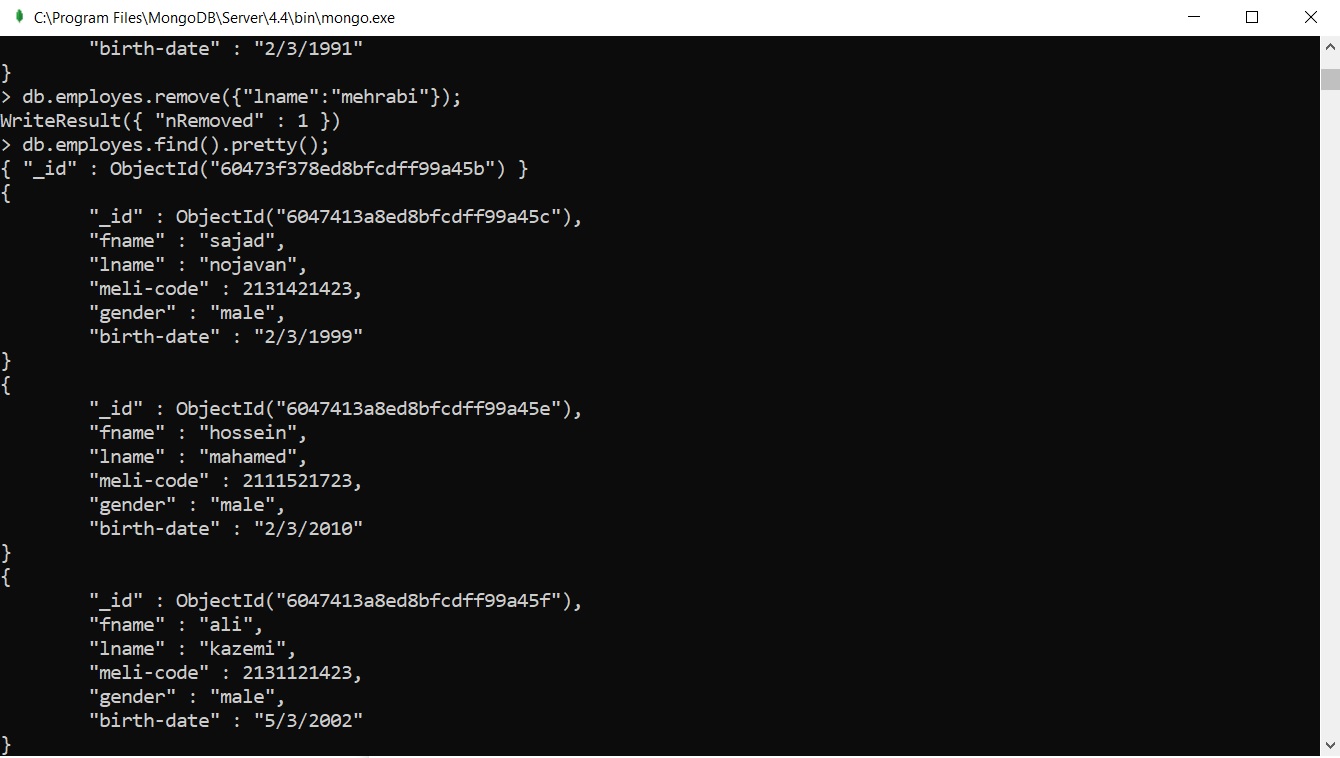 C:\Program Files\MongoDB\Server\4.4\bin\mongo.exe
        "birth-date" : "2/3/1991"
}
> db.employes.remove({"lname":"mehrabi"});
WriteResult({ "nRemoved" : 1 })
> db.employes.find().pretty();
{ "_id" : ObjectId("60473f378ed8bfcdff99a45b") }
{
        "_id" : ObjectId("6047413a8ed8bfcdff99a45c"),
        "fname" : "sajad",
        "lname" : "nojavan",
        "meli-code" : 2131421423,
        "gender" : "male",
        "birth-date" : "2/3/1999"
}
{
        "_id" : ObjectId("6047413a8ed8bfcdff99a45e"),
        "fname" : "hossein",
        "lname" : "mahamed",
        "meli-code" : 2111521723,
        "gender" : "male",
        "birth-date" : "2/3/2010"
}
{
        "_id" : ObjectId("6047413a8ed8bfcdff99a45f"),
        "fname" : "ali",
        "lname" : "kazemi",
        "meli-code" : 2131121423,
        "gender" : "male",
        "birth-date" : "5/3/2002"
}